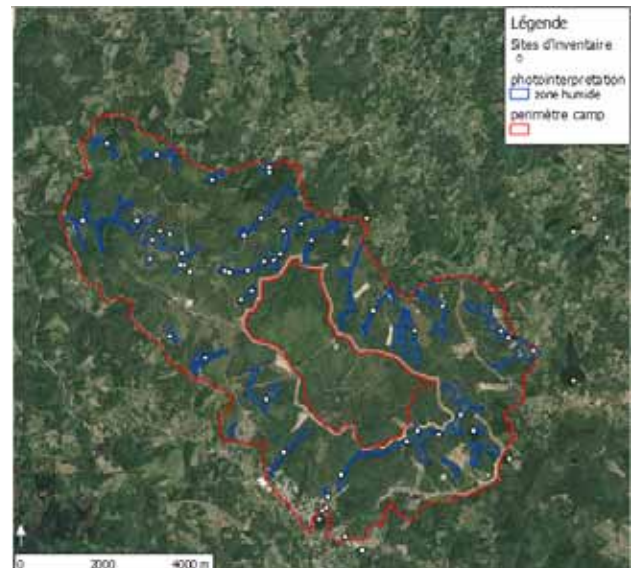 Légende
Sites d'inventaire
photointerpretation
zone humide
perimètre camp
0 2000 4000 m